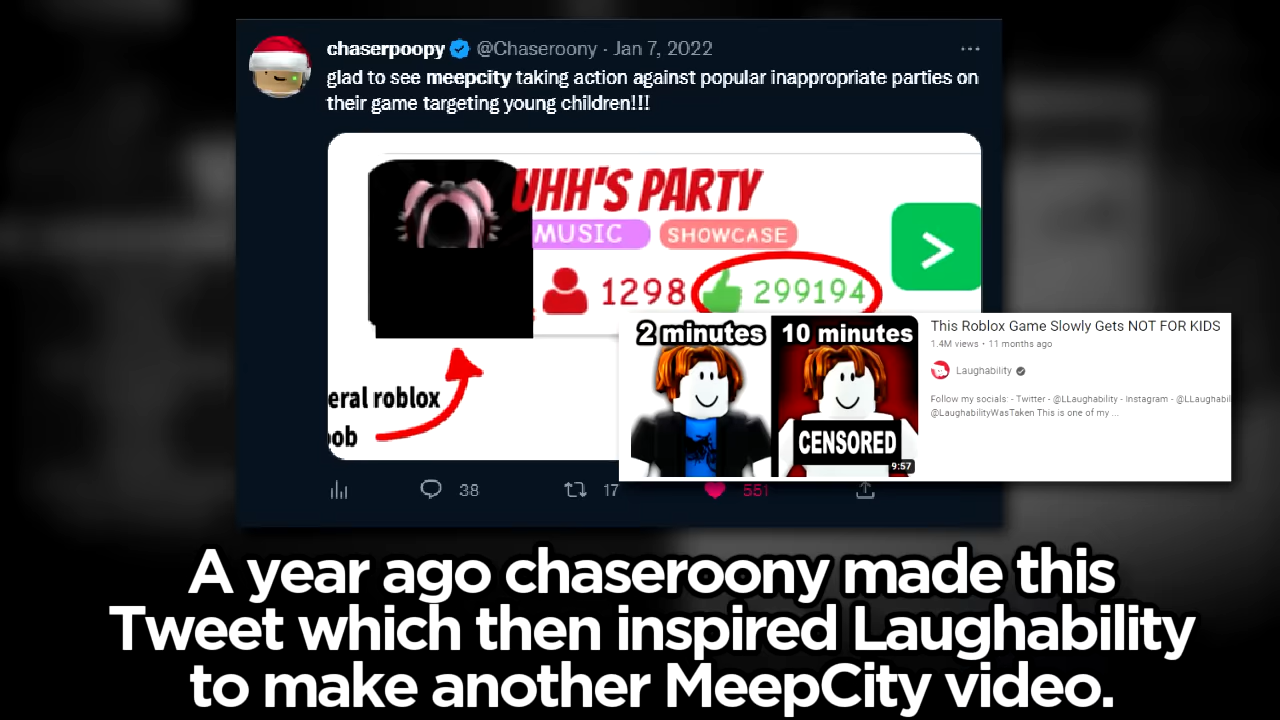 chaserpoopy @Chaseroony · Jan 7, 2022
glad to see meepcity taking action against popular inappropriate parties on
their game targeting young children!!!
UHH'S PARTY
MUSIC SHOWCASE
1298 299194
eral roblox
oob
2 minutes 10 minutes
CENSORED
9:57
This Roblox Game Slowly Gets NOT FOR KIDS
1.4M views · 11 months ago
Laughability
Follow my socials: - Twitter - @LLaughability - Instagram - @LLaughabil
@LaughabilityWasTaken This is one of my ...
38 17 551
A year ago chaseroony made this
Tweet which then inspired Laughability
to make another MeepCity video.